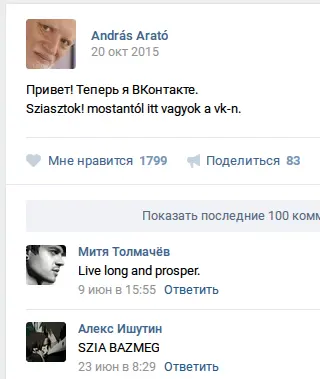 András Arató
20 окт 2015
Привет! Теперь я ВКонтакте.
Sziasztok! mostantól itt vagyok a vk-n.
Мне нравится 1799 Поделиться 83
Показать последние 100
Митя Толмачёв
Live long and prosper.
9 июн в 15:55 Ответить
Алекс Ишутин
SZIA BAZMEG
23 июн в 8:29 Ответить